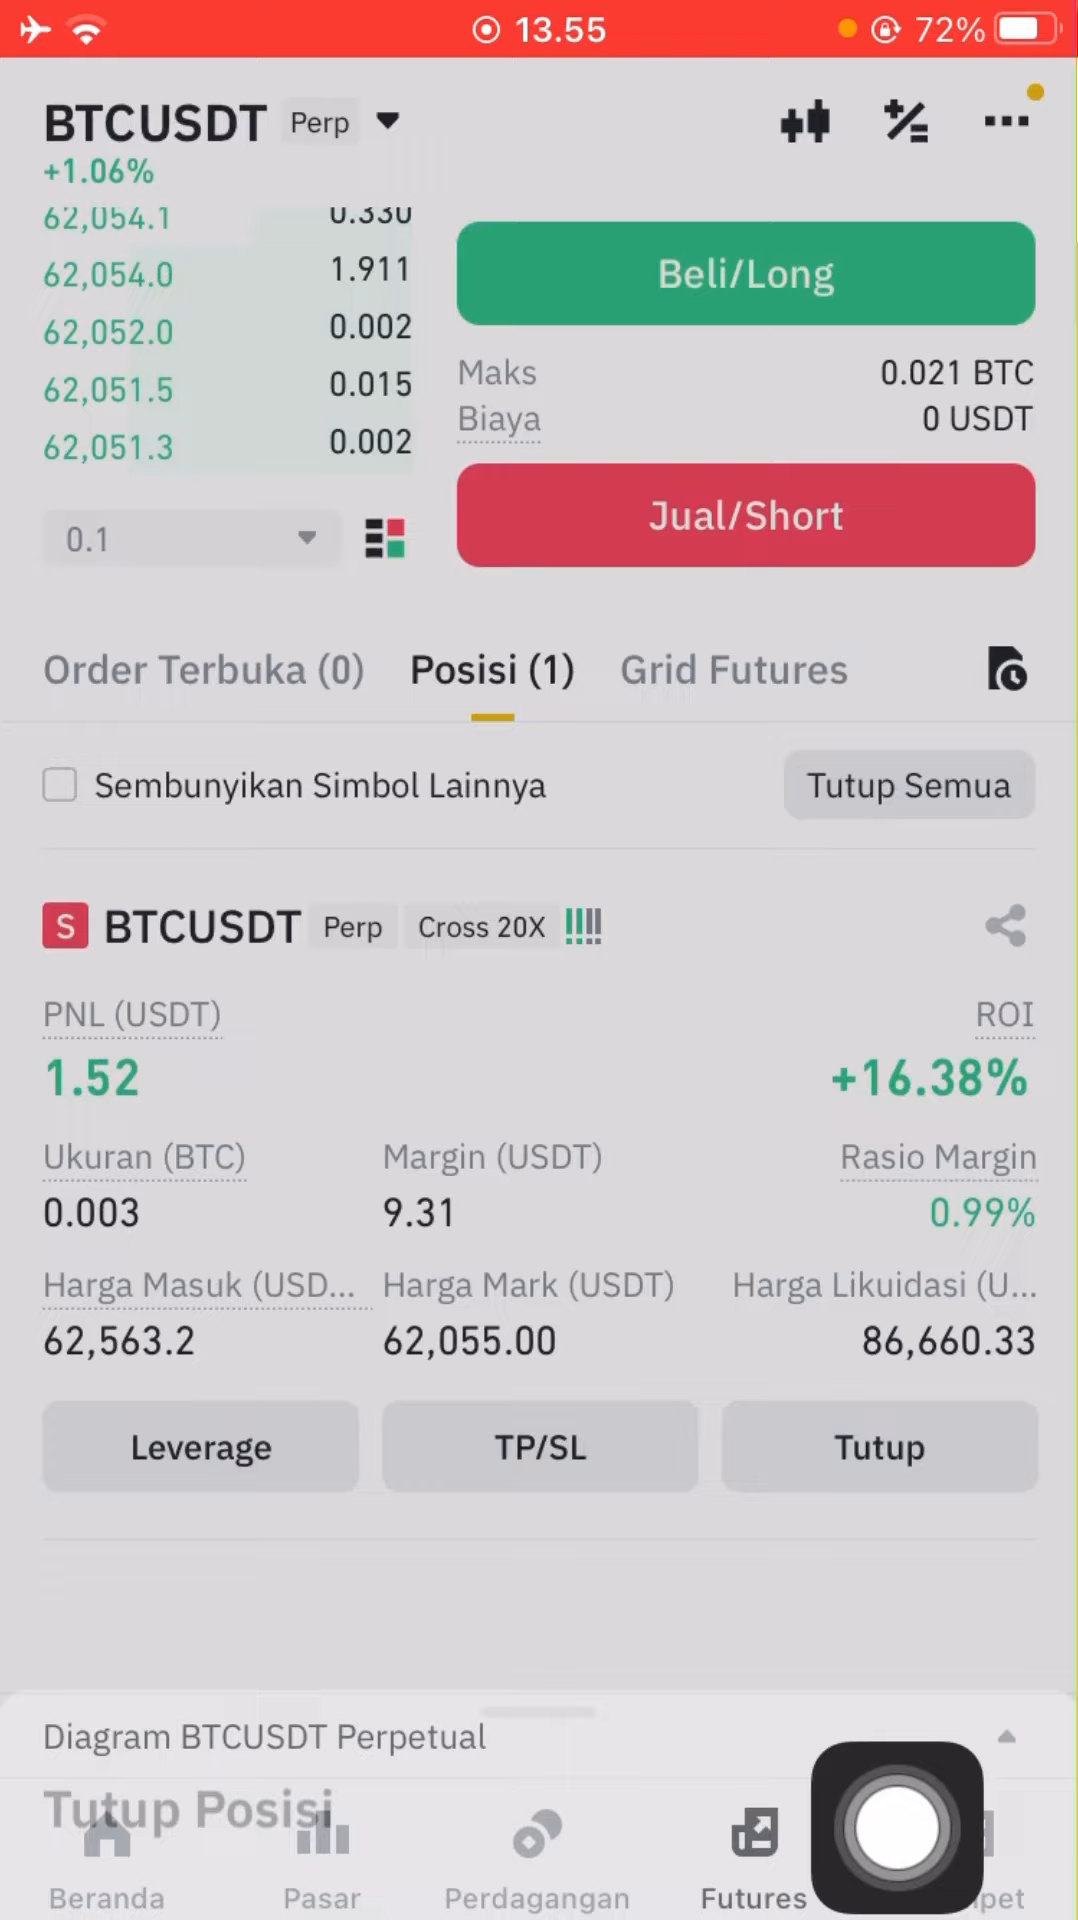 13.55 72%
BTCUSDT Perp
+1.06%
62,054.1 0.330
62,054.0 1.911
62,052.0 0.002
62,051.5 0.015
62,051.3 0.002
0.1
Beli/Long
Maks 0.021 BTC
Biaya 0 USDT
Jual/Short
Order Terbuka (0) Posisi (1) Grid Futures
Sembunyikan Simbol Lainnya Tutup Semua
S BTCUSDT Perp Cross 20X
PNL (USDT) ROI
1.52 +16.38%
Ukuran (BTC) Margin (USDT) Rasio Margin
0.003 9.31 0.99%
Harga Masuk (USD... Harga Mark (USDT) Harga Likuidasi (U...
62,563.2 62,055.00 86,660.33
Leverage TP/SL Tutup
Diagram BTCUSDT Perpetual
Tutup Posisi
Beranda Pasar Perdagangan Futures